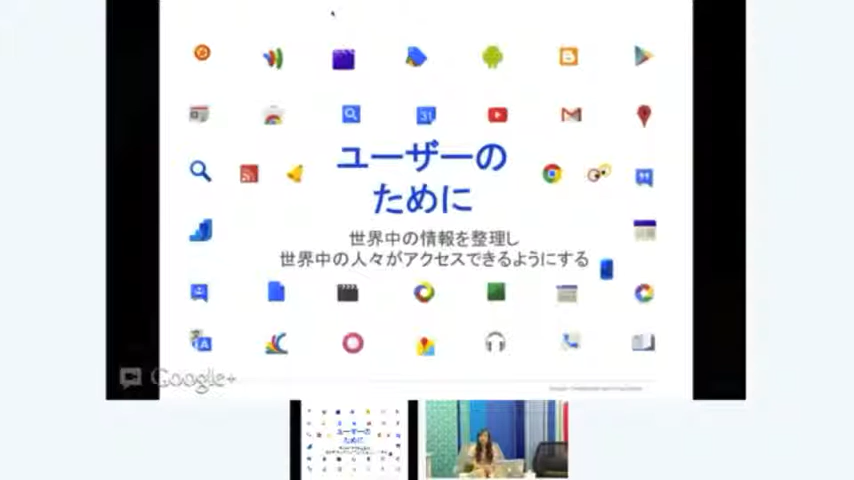 31
ユーザーの
ために
世界中の情報を整理し
世界中の人々がアクセスできるようにする
A
Google+